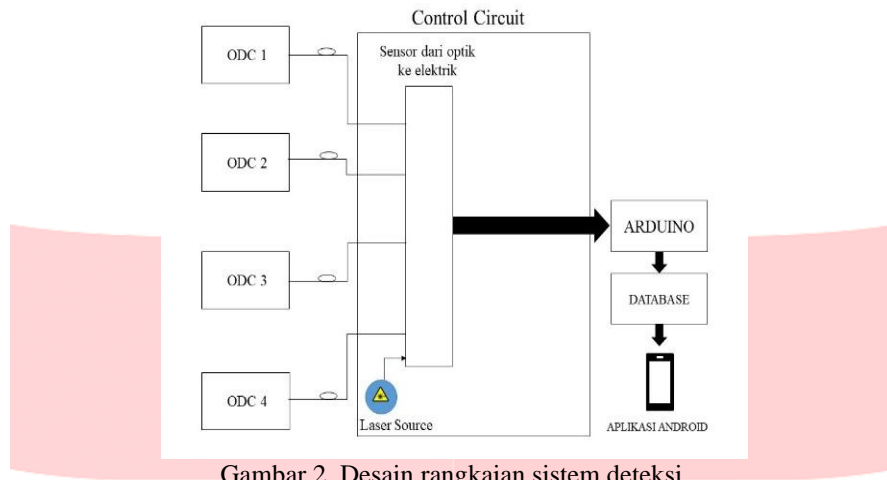 Control Circuit
Sensor dari optik
ke elektrik
ODC 1
ODC 2
ODC 3
ODC 4
Laser Source
ARDUINO
DATABASE
APLIKASI ANDROID
Gambar 2. Desain rangkaian sistem deteksi